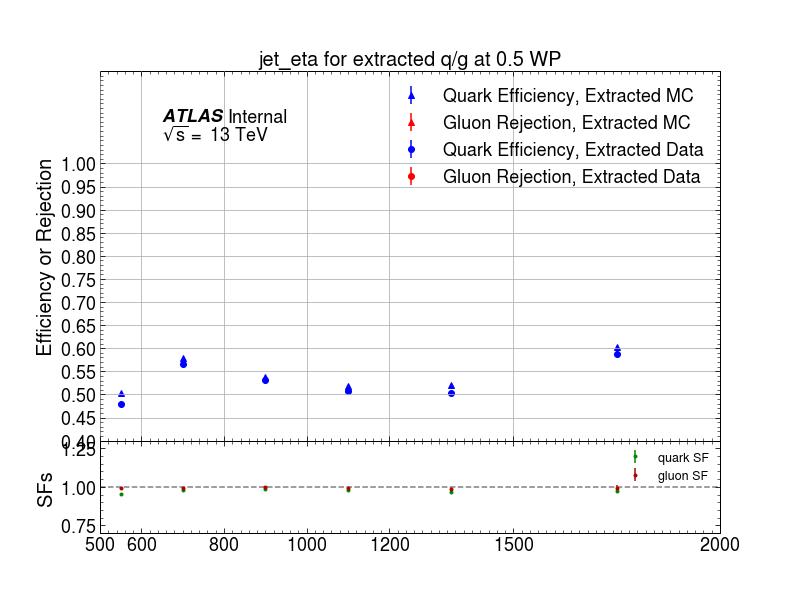 jet_eta for extracted q/g at 0.5 WP
ATLAS Internal
√s = 13 TeV
Quark Efficiency, Extracted MC
Gluon Rejection, Extracted MC
Quark Efficiency, Extracted Data
Gluon Rejection, Extracted Data
Efficiency or Rejection
1.00
0.95
0.90
0.85
0.80
0.75
0.70
0.65
0.60
0.55
0.50
0.45
0.40
SFs
1.25
1.00
0.75
quark SF
gluon SF
500 600 800 1000 1200 1500 2000